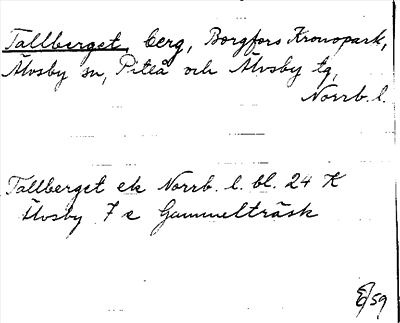 Tallberget, berg, Borgfors Kronopark,
Älvsby sn, Piteå och Älvsby tg,
Norrb. l.
Tallberget ek Norrb. l. bl. 24 K
Älvsby 7 e Gammelträsk
E/59